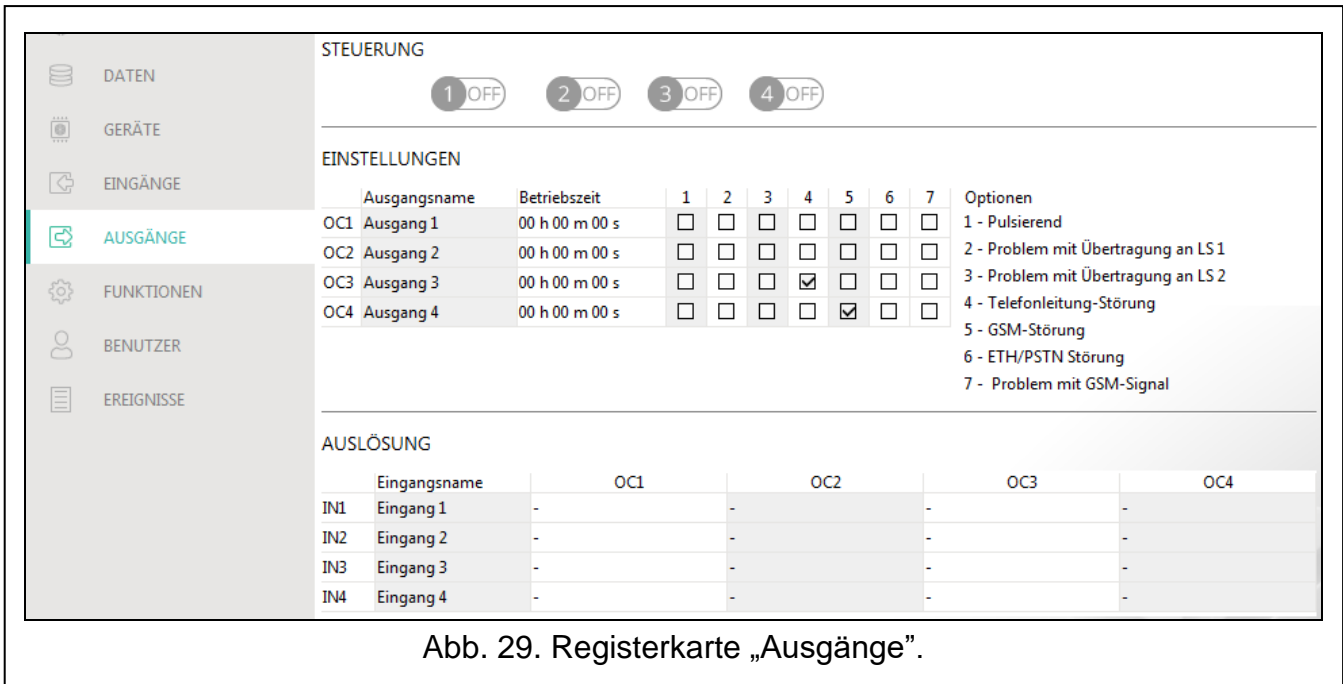 DATEN
GERÄTE
EINGÄNGE
AUSGÄNGE
FUNKTIONEN
BENUTZER
EREIGNISSE
STEUERUNG
1 OFF 2 OFF 3 OFF 4 OFF
EINSTELLUNGEN
Ausgangsname Betriebszeit 1 2 3 4 5 6 7
OC1 Ausgang 1 00 h 00 m 00 s
OC2 Ausgang 2 00 h 00 m 00 s
OC3 Ausgang 3 00 h 00 m 00 s
OC4 Ausgang 4 00 h 00 m 00 s
Optionen
1 - Pulsierend
2 - Problem mit Übertragung an LS 1
3 - Problem mit Übertragung an LS 2
4 - Telefonleitung-Störung
5 - GSM-Störung
6 - ETH/PSTN Störung
7 - Problem mit GSM-Signal
AUSLÖSUNG
Eingangsname OC1 OC2 OC3 OC4
IN1 Eingang 1 - - - -
IN2 Eingang 2 - - - -
IN3 Eingang 3 - - - -
IN4 Eingang 4 - - - -
Abb. 29. Registerkarte „Ausgänge”.